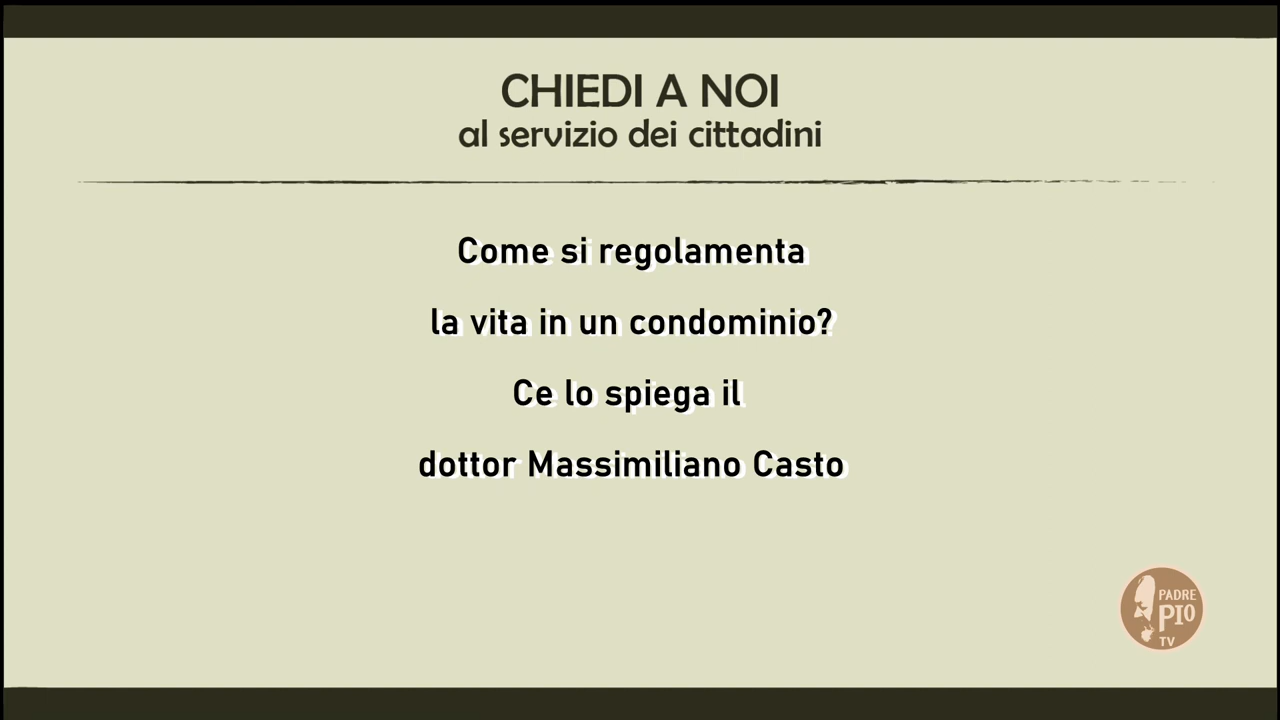 CHIEDI A NOI
al servizio dei cittadini
Come si regolamenta
la vita in un condominio?
Ce lo spiega il
dottor Massimiliano Casto
PADRE
PIO
TV